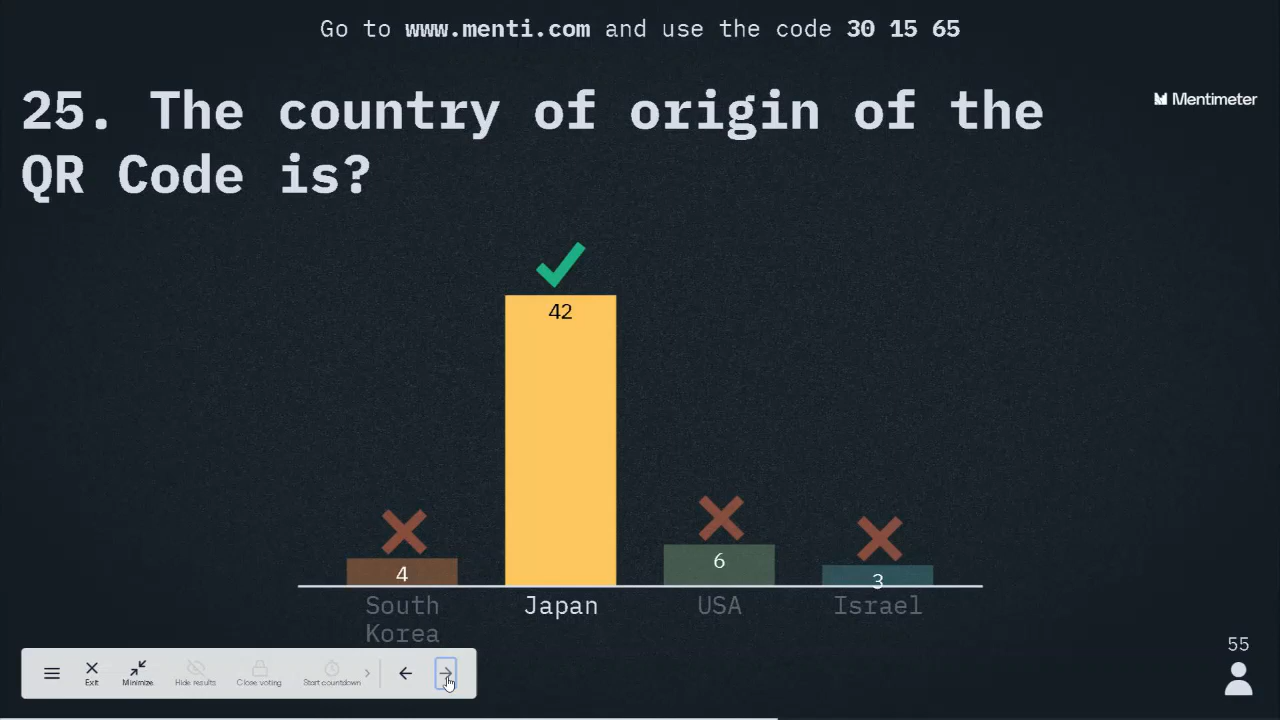 Go to www.menti.com and use the code 30 15 65
Mentimeter
25. The country of origin of the
QR Code is?
42
4
6
3
South
Korea
Japan
USA
Israel
55
Exit
Minimize
Hide results
Close voting
Start countdown